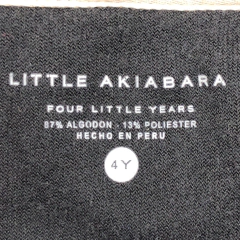 LITTLE AKIABARA
FOUR LITTLE YEARS
87% ALGODON - 13% POLIESTER
HECHO EN PERU
4Y